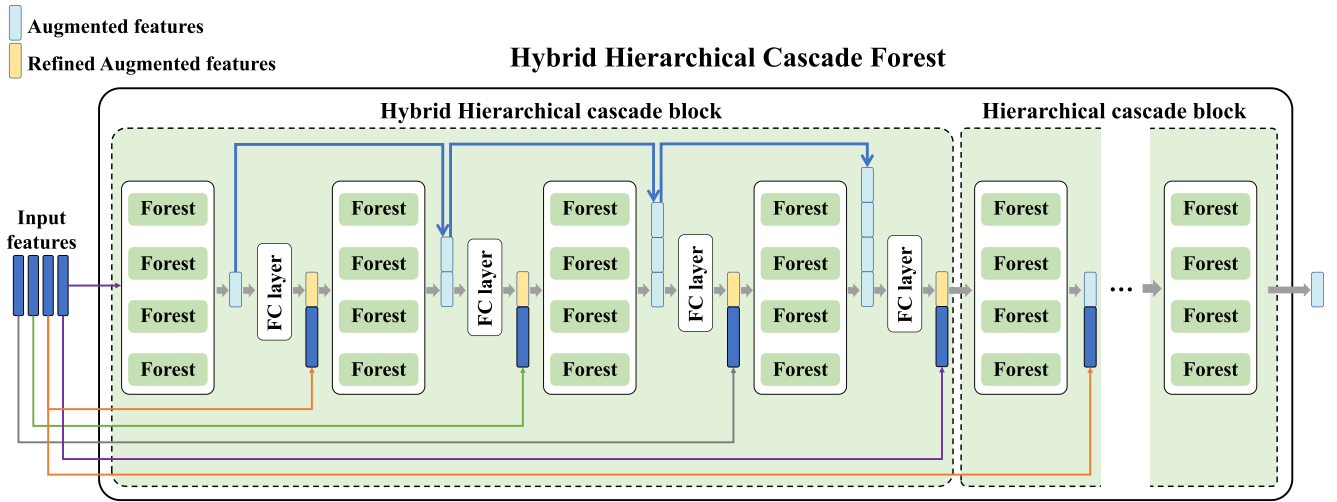 Augmented features
Refined Augmented features
Hybrid Hierarchical Cascade Forest
Hybrid Hierarchical cascade block
Hierarchical cascade block
Input
features
Forest
Forest
Forest
Forest
FC layer
Forest
Forest
Forest
Forest
FC layer
Forest
Forest
Forest
Forest
FC layer
Forest
Forest
Forest
Forest
FC layer
Forest
Forest
Forest
Forest
...
Forest
Forest
Forest
Forest